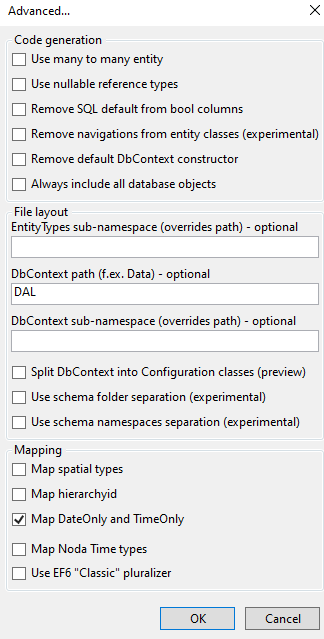 Advanced...
Code generation
Use many to many entity
Use nullable reference types
Remove SQL default from bool columns
Remove navigations from entity classes (experimental)
Remove default DbContext constructor
Always include all database objects
File layout
EntityTypes sub-namespace (overrides path) - optional
DbContext path (f.ex. Data) - optional
DAL
DbContext sub-namespace (overrides path) - optional
Split DbContext into Configuration classes (preview)
Use schema folder separation (experimental)
Use schema namespaces separation (experimental)
Mapping
Map spatial types
Map hierarchyid
Map DateOnly and TimeOnly
Map Noda Time types
Use EF6 "Classic" pluralizer
OK Cancel